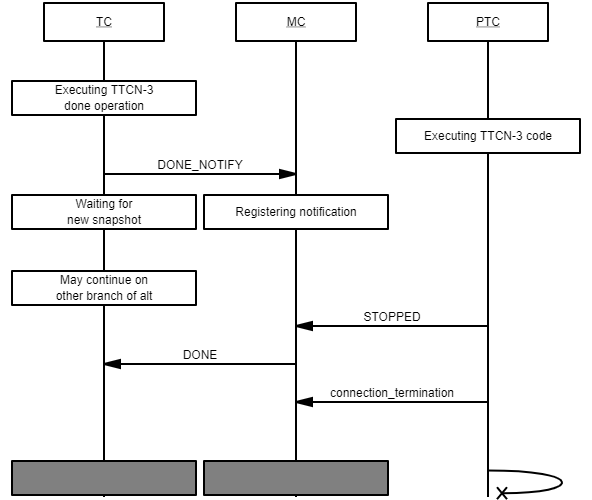 TC
MC
PTC
Executing TTCN-3
done operation
Executing TTCN-3 code
DONE_NOTIFY
Waiting for
new snapshot
Registering notification
May continue on
other branch of alt
STOPPED
DONE
connection_termination